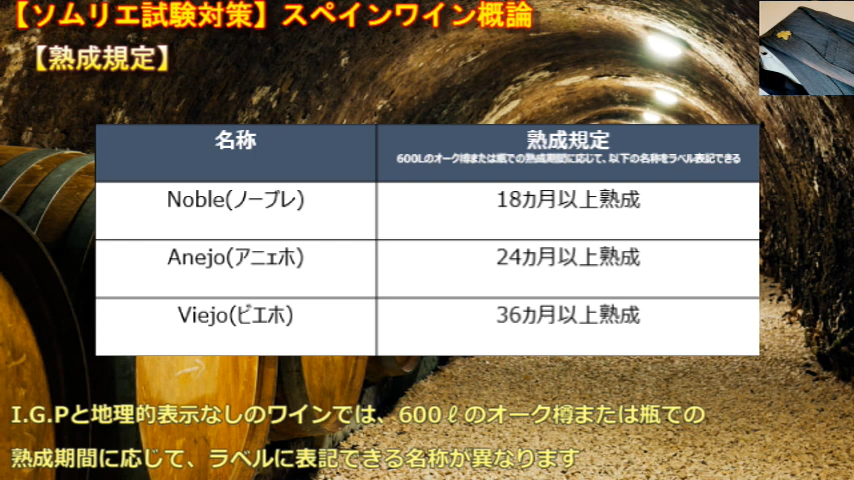 【ソムリエ試験対策】スペインワイン概論
【熟成規定】
名称
熟成規定
600Lのオーク樽または瓶での熟成期間に応じて、以下の名称をラベル表記できる
Noble(ノーブレ)
18カ月以上熟成
Anejo(アニェホ)
24カ月以上熟成
Viejo(ビエホ)
36カ月以上熟成
I.G.Pと地理的表示なしのワインでは、600ℓのオーク樽または瓶での
熟成期間に応じて、ラベルに表記できる名称が異なります